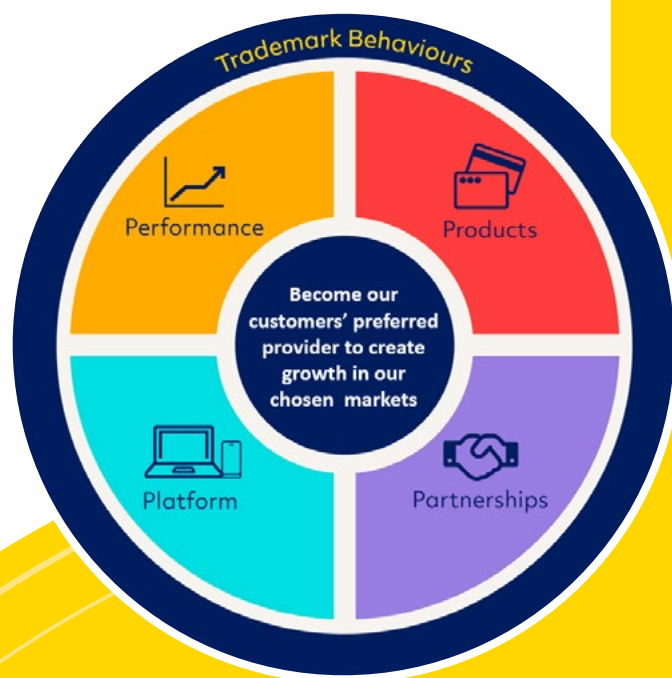 Trademark Behaviours
Performance
Products
Become our
customers’ preferred
provider to create
growth in our
chosen markets
Platform
Partnerships